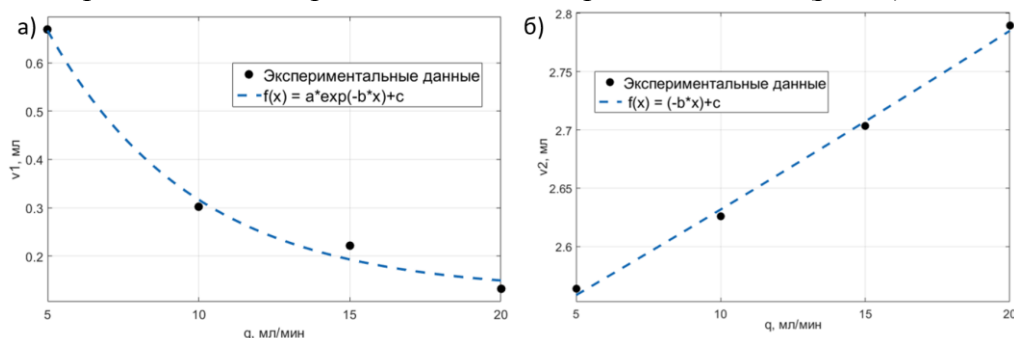 а)
0.6
0.5
0.4
0.3
0.2
5
10
15
20
v1, мл
q, мл/мин
Экспериментальные данные
f(x) = a*exp(-b*x)+c
б)
2.8
2.75
2.7
2.65
2.6
5
10
15
20
v2, мл
q, мл/мин
Экспериментальные данные
f(x) = (-b*x)+c